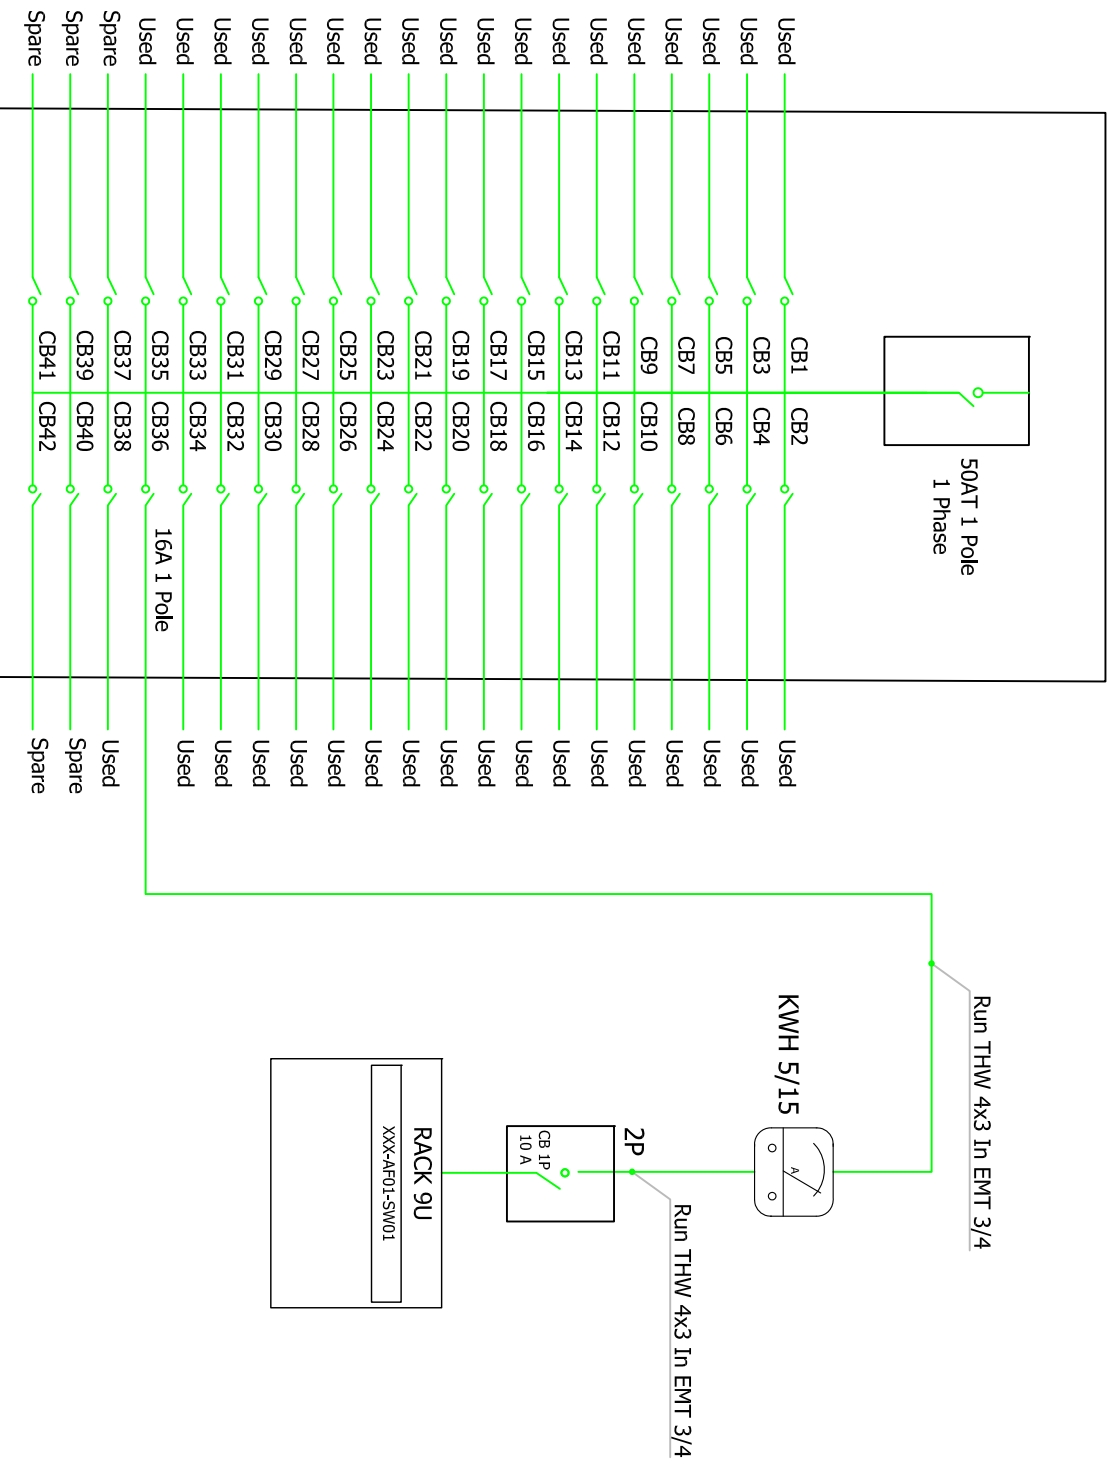 50AT 1 Pole
1 Phase
Used CB1 CB2 Used
Used CB3 CB4 Used
Used CB5 CB6 Used
Used CB7 CB8 Used
Used CB9 CB10 Used
Used CB11 CB12 Used
Used CB13 CB14 Used
Used CB15 CB16 Used
Used CB17 CB18 Used
Used CB19 CB20 Used
Used CB21 CB22 Used
Used CB23 CB24 Used
Used CB25 CB26 Used
Used CB27 CB28 Used
Used CB29 CB30 Used
Used CB31 CB32 Used
Used CB33 CB34 Used
Used CB35 CB36 16A 1 Pole
Spare CB37 CB38 Used
Spare CB39 CB40 Spare
Spare CB41 CB42 Spare
Run THW 4x3 In EMT 3/4
KWH 5/15
A
Run THW 4x3 In EMT 3/4
2P
CB 1P
10 A
RACK 9U
XXX-AF01-SW01